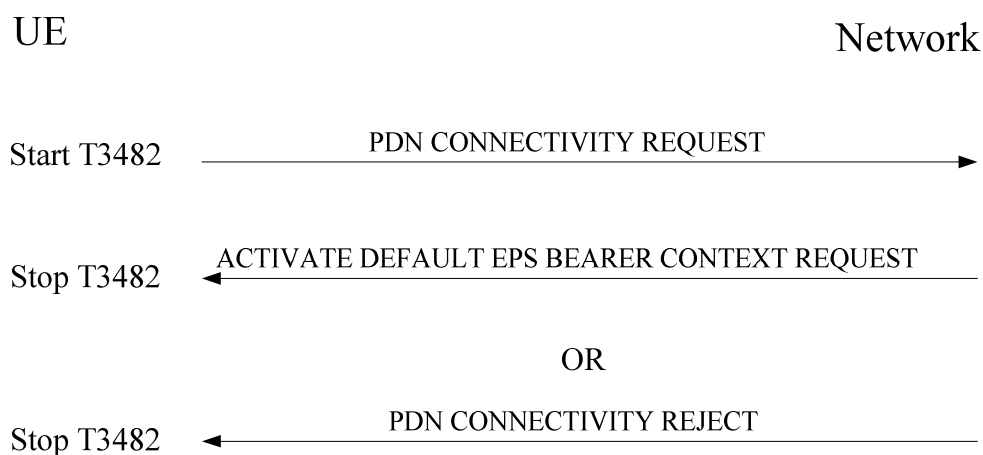 UE
Network
Start T3482
PDN CONNECTIVITY REQUEST
Stop T3482
ACTIVATE DEFAULT EPS BEARER CONTEXT REQUEST
OR
Stop T3482
PDN CONNECTIVITY REJECT